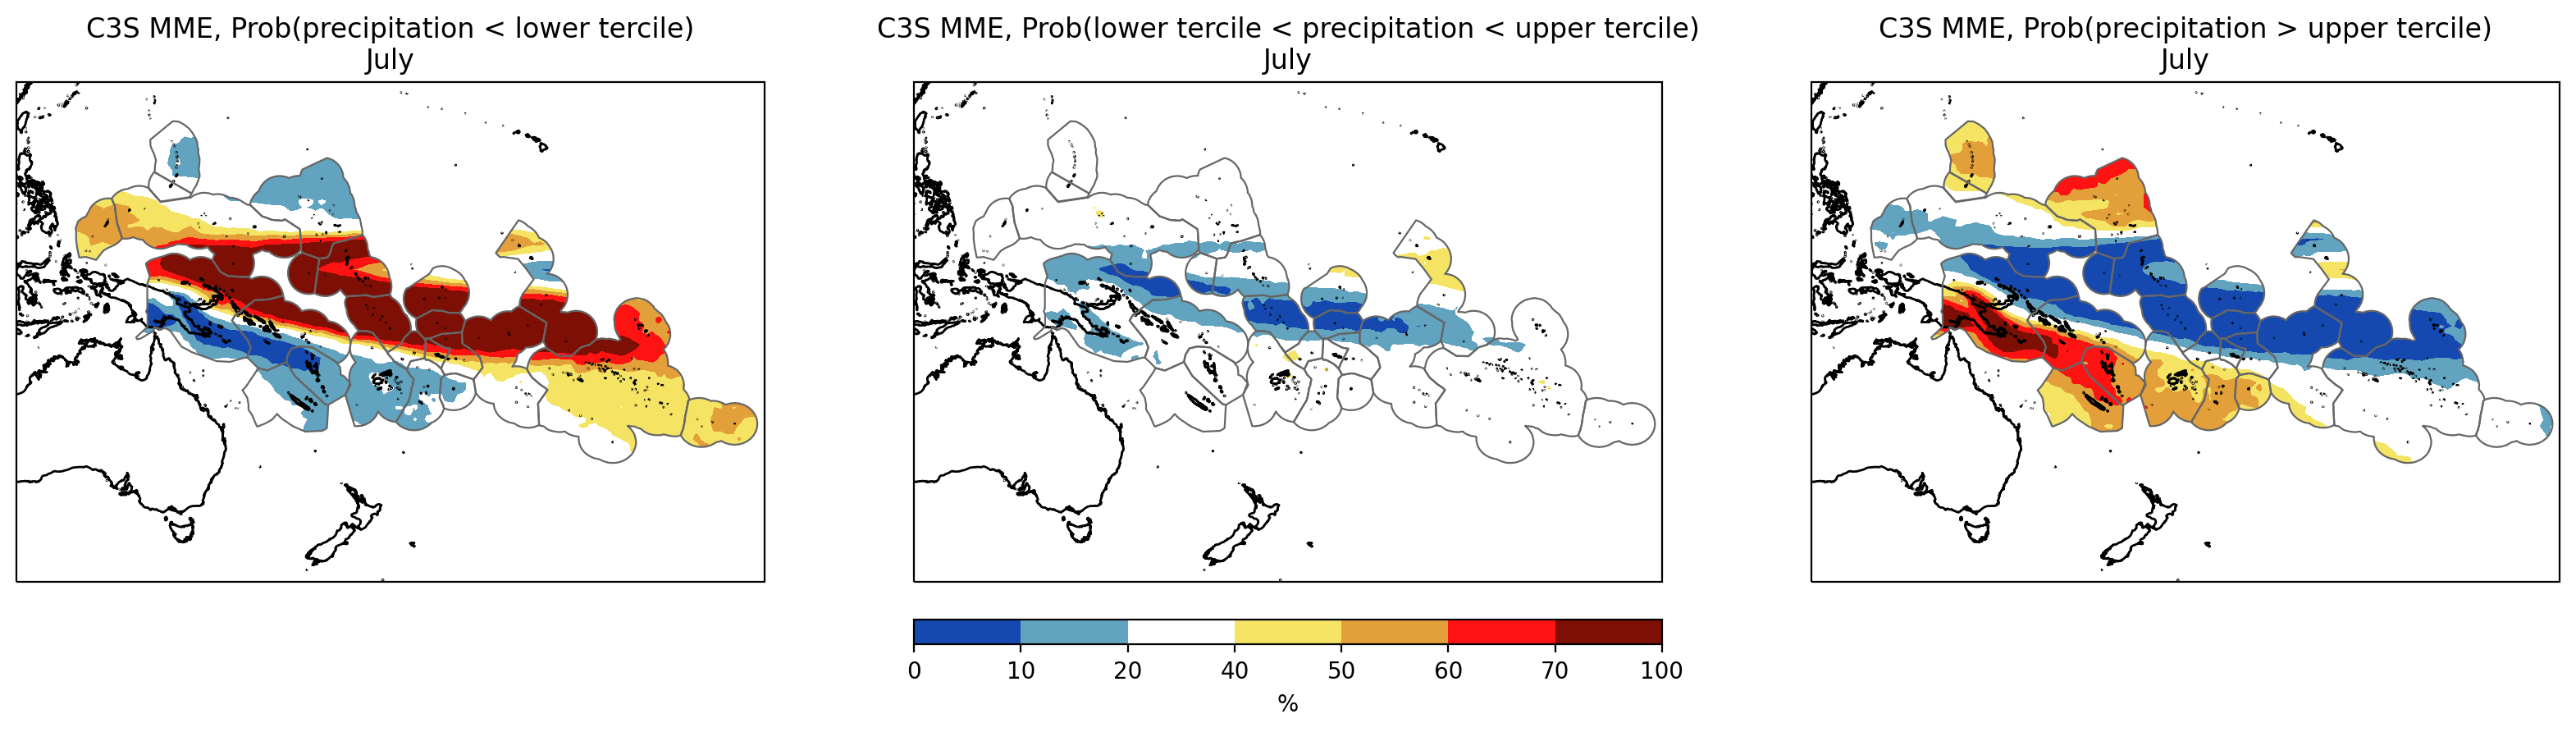 C3S MME, Prob(precipitation < lower tercile)
July
C3S MME, Prob(lower tercile < precipitation < upper tercile)
July
C3S MME, Prob(precipitation > upper tercile)
July
0 10 20 40 50 60 70 100
%